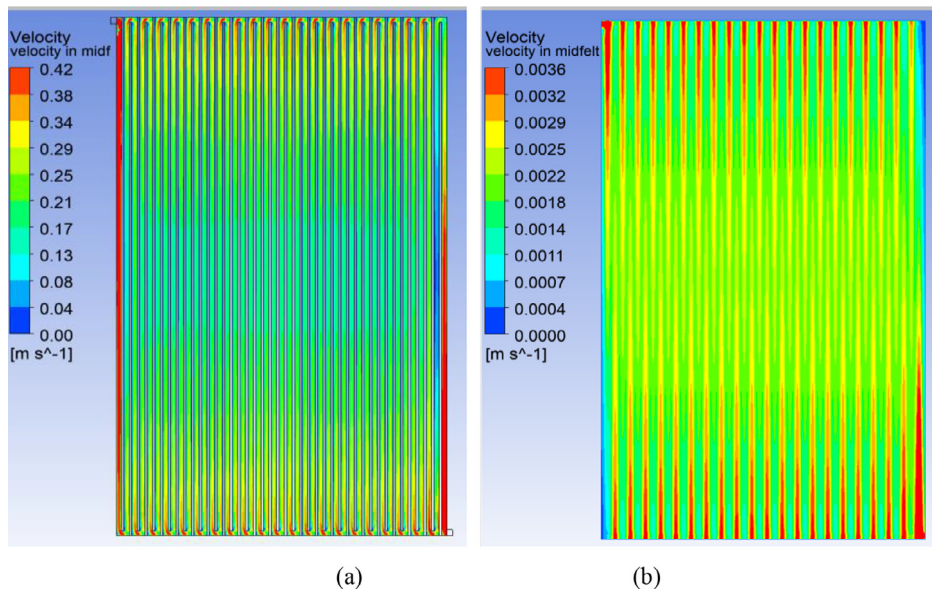 Velocity
velocity in midf
0.42
0.38
0.34
0.29
0.25
0.21
0.17
0.13
0.08
0.04
0.00
[m s^-1]
(a)
Velocity
velocity in midfelt
0.0036
0.0032
0.0029
0.0025
0.0022
0.0018
0.0014
0.0011
0.0007
0.0004
0.0000
[m s^-1]
(b)